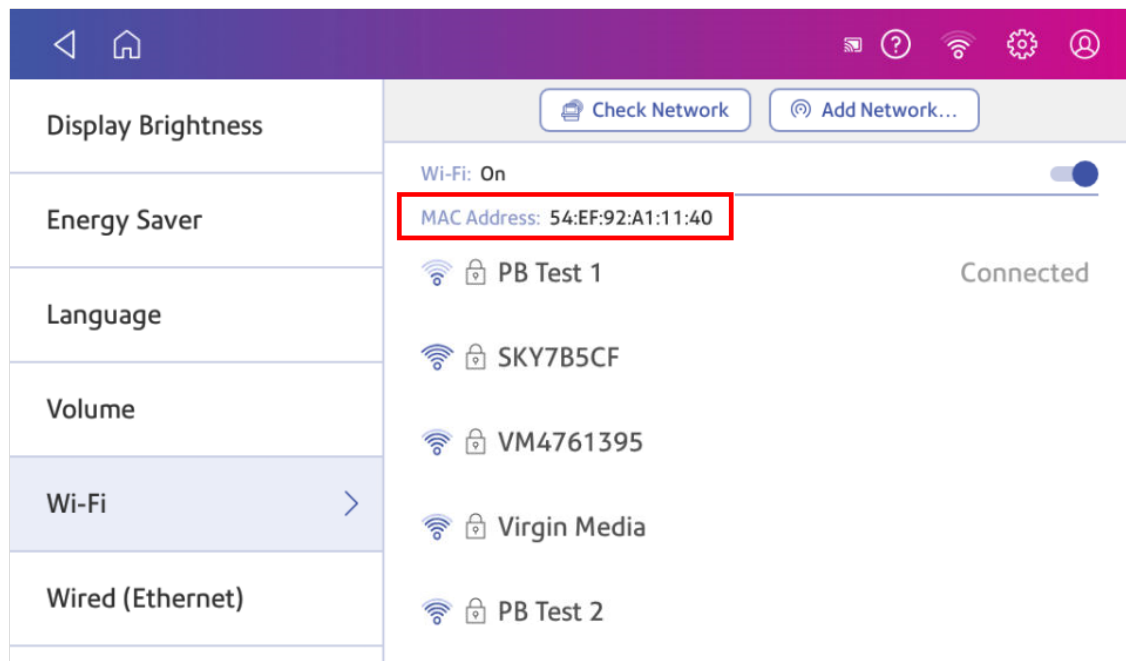 Check Network
Add Network...
Display Brightness
Energy Saver
Language
Volume
Wi-Fi
Wired (Ethernet)
Wi-Fi: On
MAC Address: 54:EF:92:A1:11:40
PB Test 1 Connected
SKY7B5CF
VM4761395
Virgin Media
PB Test 2